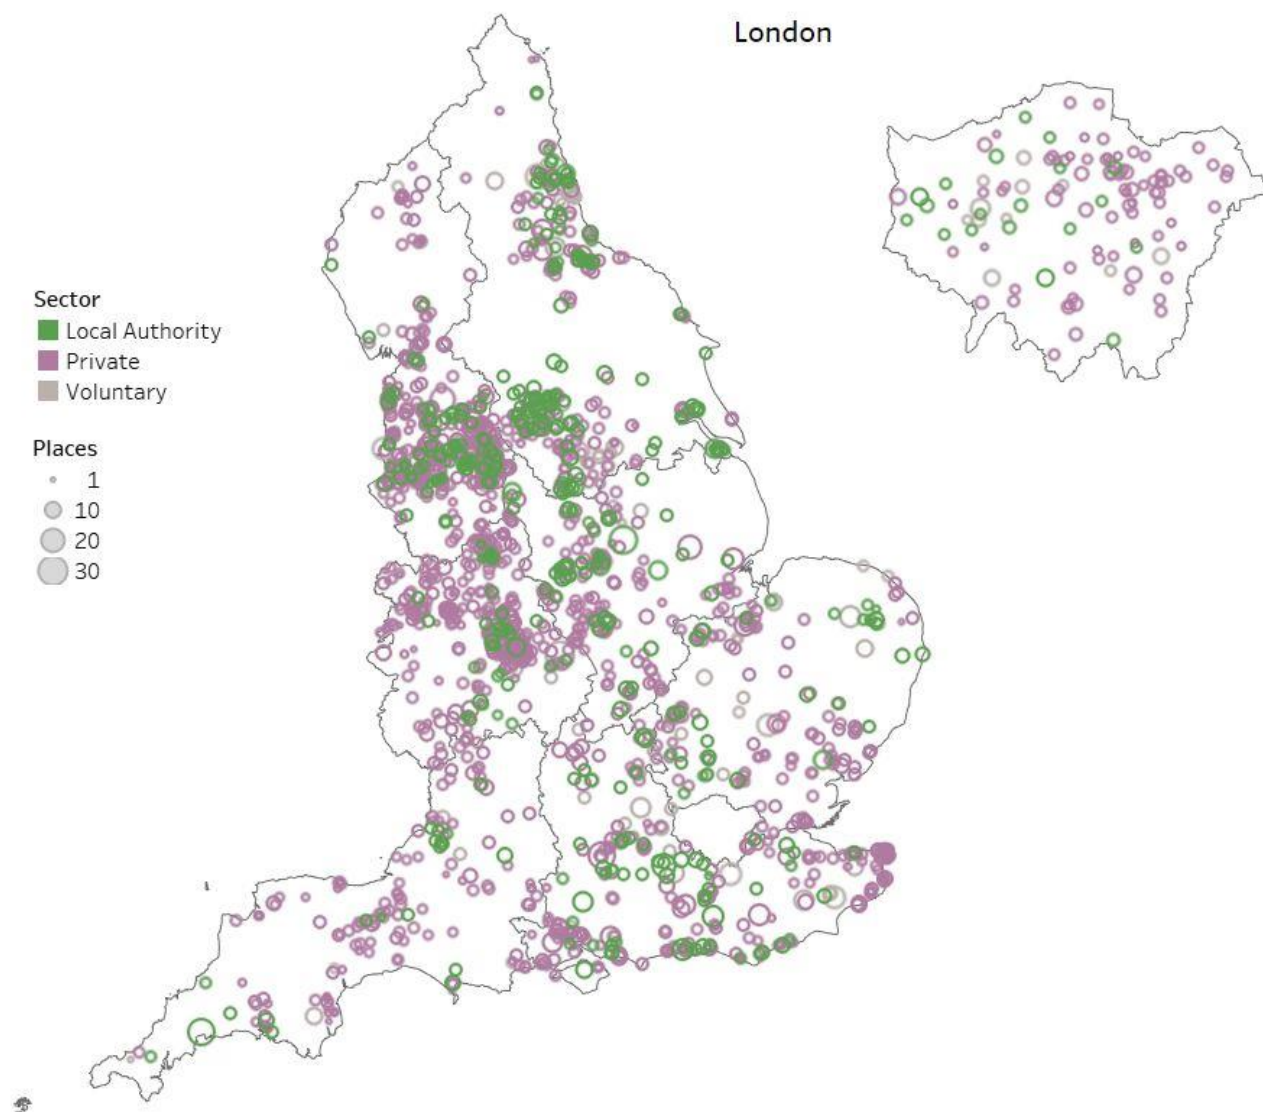 London
Sector
Local Authority
Private
Voluntary
Places
1
10
20
30